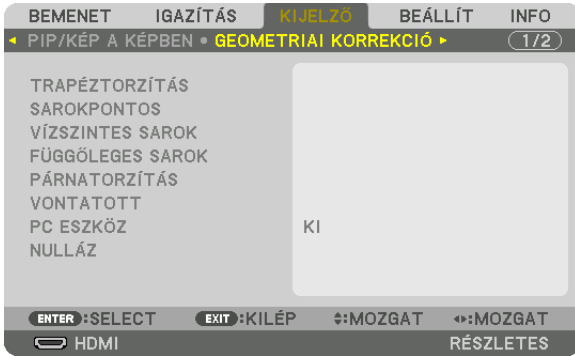 BEMENET IGAZÍTÁS KIJELZŐ BEÁLLÍT INFO
PIP/KÉP A KÉPBEN • GEOMETRIAI KORREKCIÓ 1/2
TRAPÉZTORZÍTÁS
SAROKPONTOS
VÍZSZINTES SAROK
FÜGGŐLEGES SAROK
PÁRNATORZÍTÁS
VONTATOTT
PC ESZKÖZ KI
NULLÁZ
ENTER :SELECT EXIT :KILÉP :MOZGAT :MOZGAT
HDMI RÉSZLETES